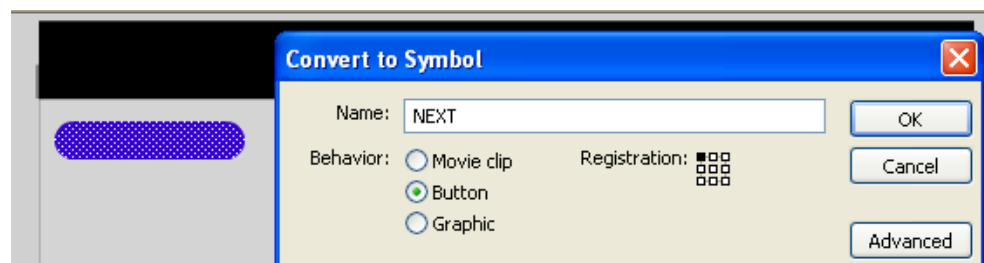 Convert to Symbol
Name: NEXT OK
Behavior: Movie clip Registration: Cancel
Button
Graphic Advanced